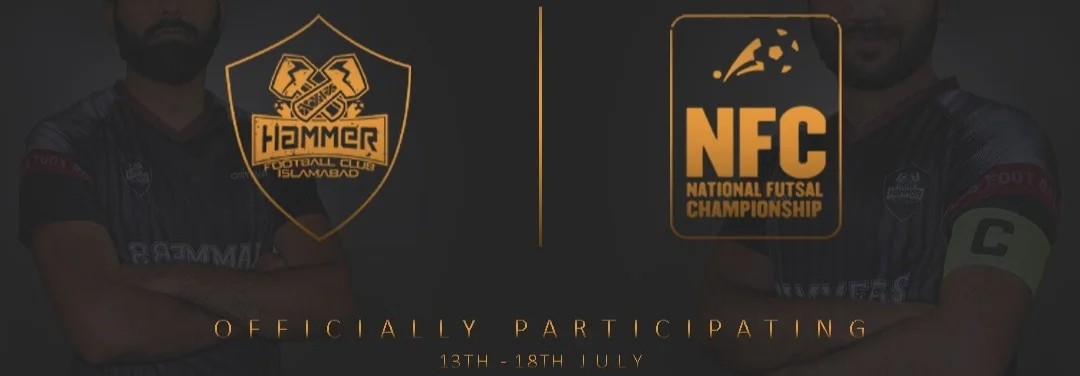 HAMMER
FOOTBALL CLUB
ISLAMABAD
NFC
NATIONAL FUTSAL
CHAMPIONSHIP
C
OFFICIALLY PARTICIPATING
13TH - 18TH JULY